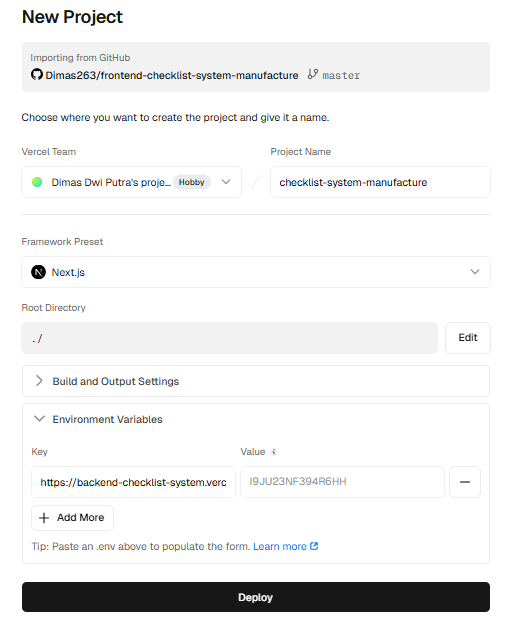 New Project
Importing from GitHub
Dimas263/frontend-checklist-system-manufacture master
Choose where you want to create the project and give it a name.
Vercel Team Project Name
Dimas Dwi Putra's proje... Hobby checklist-system-manufacture
Framework Preset
Next.js
Root Directory
./ Edit
Build and Output Settings
Environment Variables
Key Value
https://backend-checklist-system.verc I9JU23NF394R6HH
Add More
Tip: Paste an .env above to populate the form. Learn more
Deploy